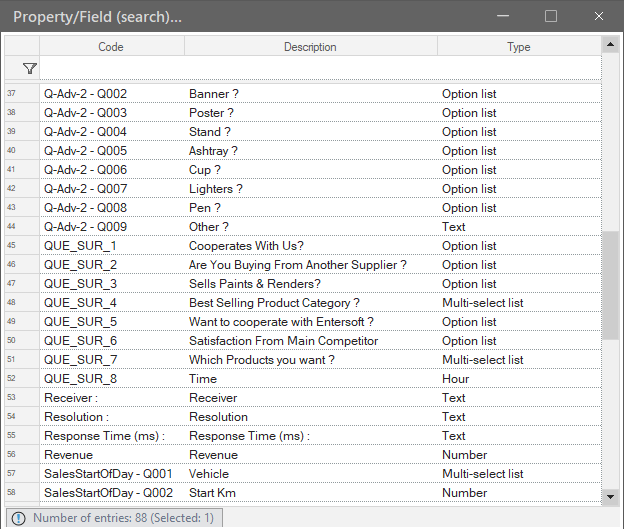 Property/Field (search)...
Code Description Type
37 Q-Adv-2 - Q002 Banner ? Option list
38 Q-Adv-2 - Q003 Poster ? Option list
39 Q-Adv-2 - Q004 Stand ? Option list
40 Q-Adv-2 - Q005 Ashtray ? Option list
41 Q-Adv-2 - Q006 Cup ? Option list
42 Q-Adv-2 - Q007 Lighters ? Option list
43 Q-Adv-2 - Q008 Pen ? Option list
44 Q-Adv-2 - Q009 Other ? Text
45 QUE_SUR_1 Cooperates With Us? Option list
46 QUE_SUR_2 Are You Buying From Another Supplier ? Option list
47 QUE_SUR_3 Sells Paints & Renders? Option list
48 QUE_SUR_4 Best Selling Product Category ? Multi-select list
49 QUE_SUR_5 Want to cooperate with Entersoft ? Option list
50 QUE_SUR_6 Satisfaction From Main Competitor Option list
51 QUE_SUR_7 Which Products you want ? Multi-select list
52 QUE_SUR_8 Time Hour
53 Receiver : Receiver Text
54 Resolution : Resolution Text
55 Response Time (ms) : Response Time (ms) : Text
56 Revenue Revenue Number
57 SalesStartOfDay - Q001 Vehicle Multi-select list
58 SalesStartOfDay - Q002 Start Km Number
Number of entries: 88 (Selected: 1)